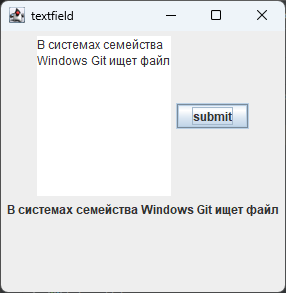 textfield
В системах семейства
Windows Git ищет файл
submit
В системах семейства Windows Git ищет файл